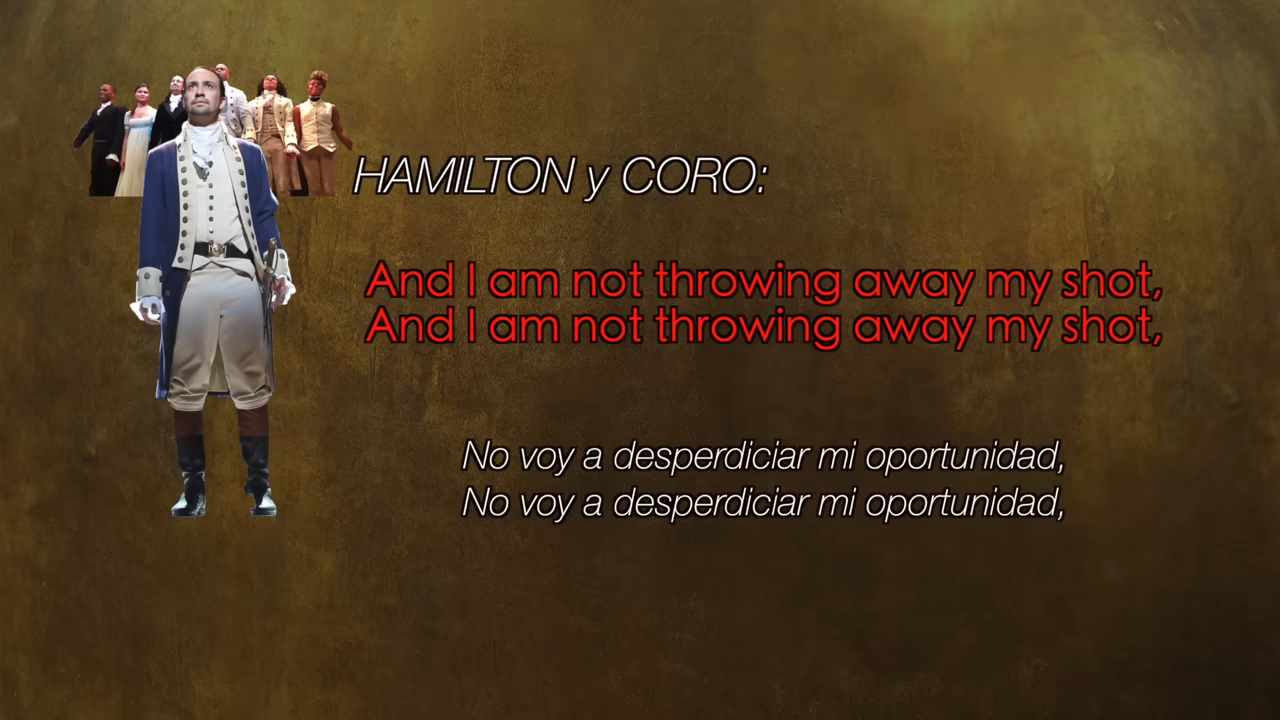 HAMILTON y CORO:
And I am not throwing away my shot,
And I am not throwing away my shot,
No voy a desperdiciar mi oportunidad,
No voy a desperdiciar mi oportunidad,